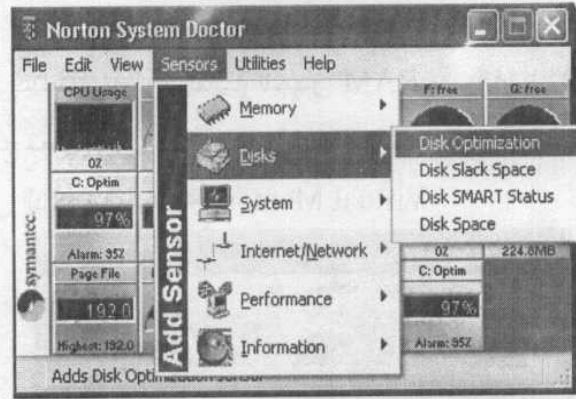 Norton System Doctor
File Edit View Sensors Utilities Help
CPU Usage
0%
C: Optim
97%
Alarm: 95%
Page File
192.0
Highest: 192.0
symantec
Add Sensor
Memory
Disks
System
Internet/Network
Performance
Information
Disk Optimization
Disk Slack Space
Disk SMART Status
Disk Space
F: free
G: free
0%
224.8MB
C: Optim
97%
Alarm: 95%
Adds Disk Optimization sensor